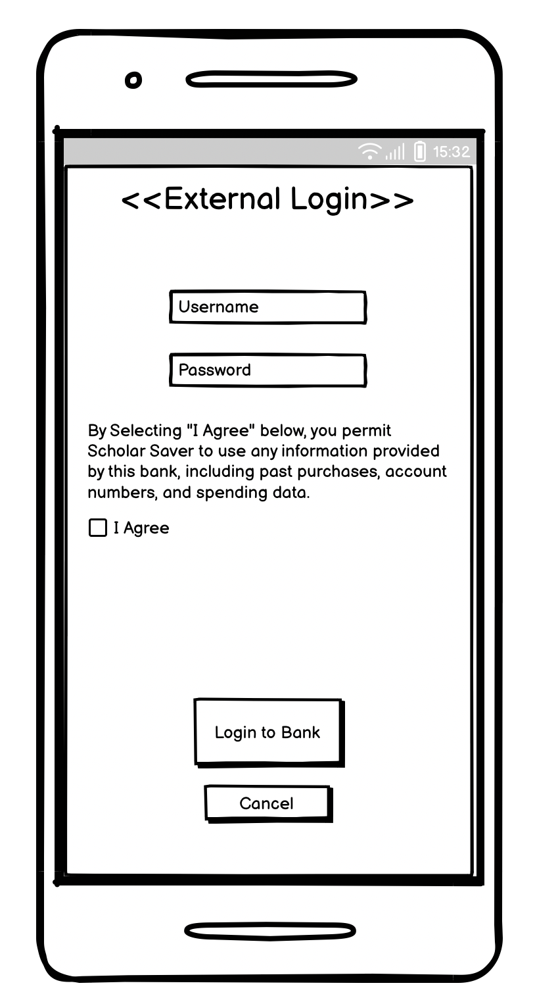 15:32
<<External Login>>
Username
Password
By Selecting "I Agree" below, you permit
Scholar Saver to use any information provided
by this bank, including past purchases, account
numbers, and spending data.
I Agree
Login to Bank
Cancel